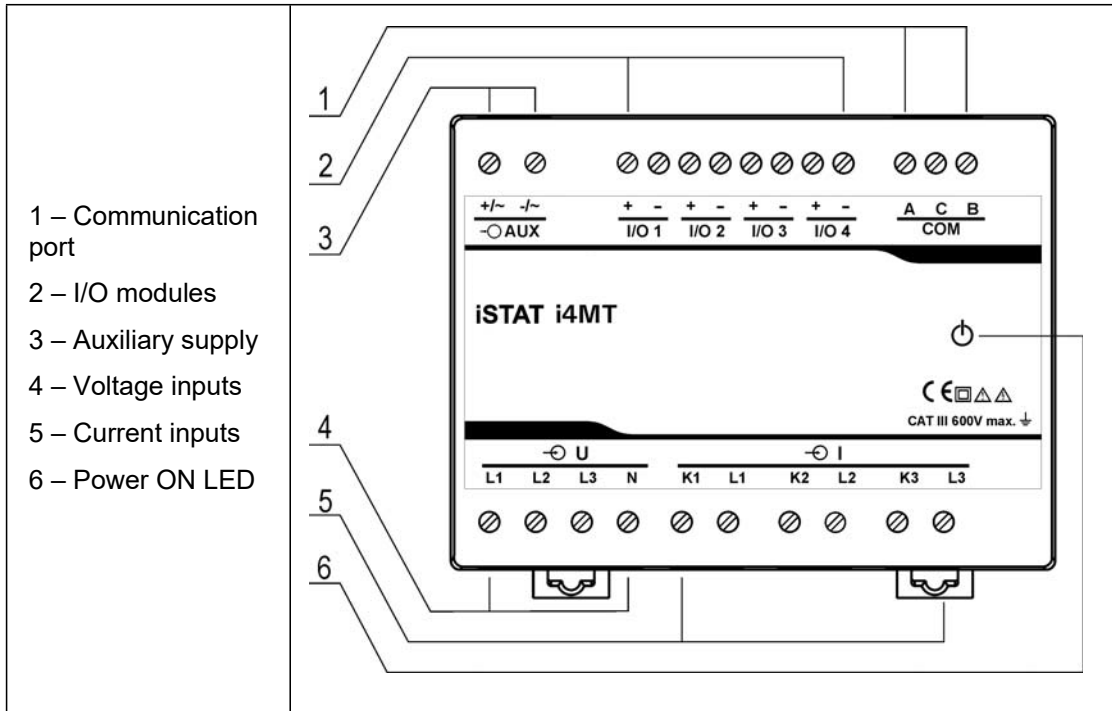 1 – Communication
port
2 – I/O modules
3 – Auxiliary supply
4 – Voltage inputs
5 – Current inputs
6 – Power ON LED
1
2
3
4
5
6
+/~ -/~
AUX
+ – + – + – + –
I/O 1 I/O 2 I/O 3 I/O 4
A C B
COM
iSTAT i4MT
CE
CAT III 600V max.
U
L1 L2 L3 N
I
K1 L1 K2 L2 K3 L3